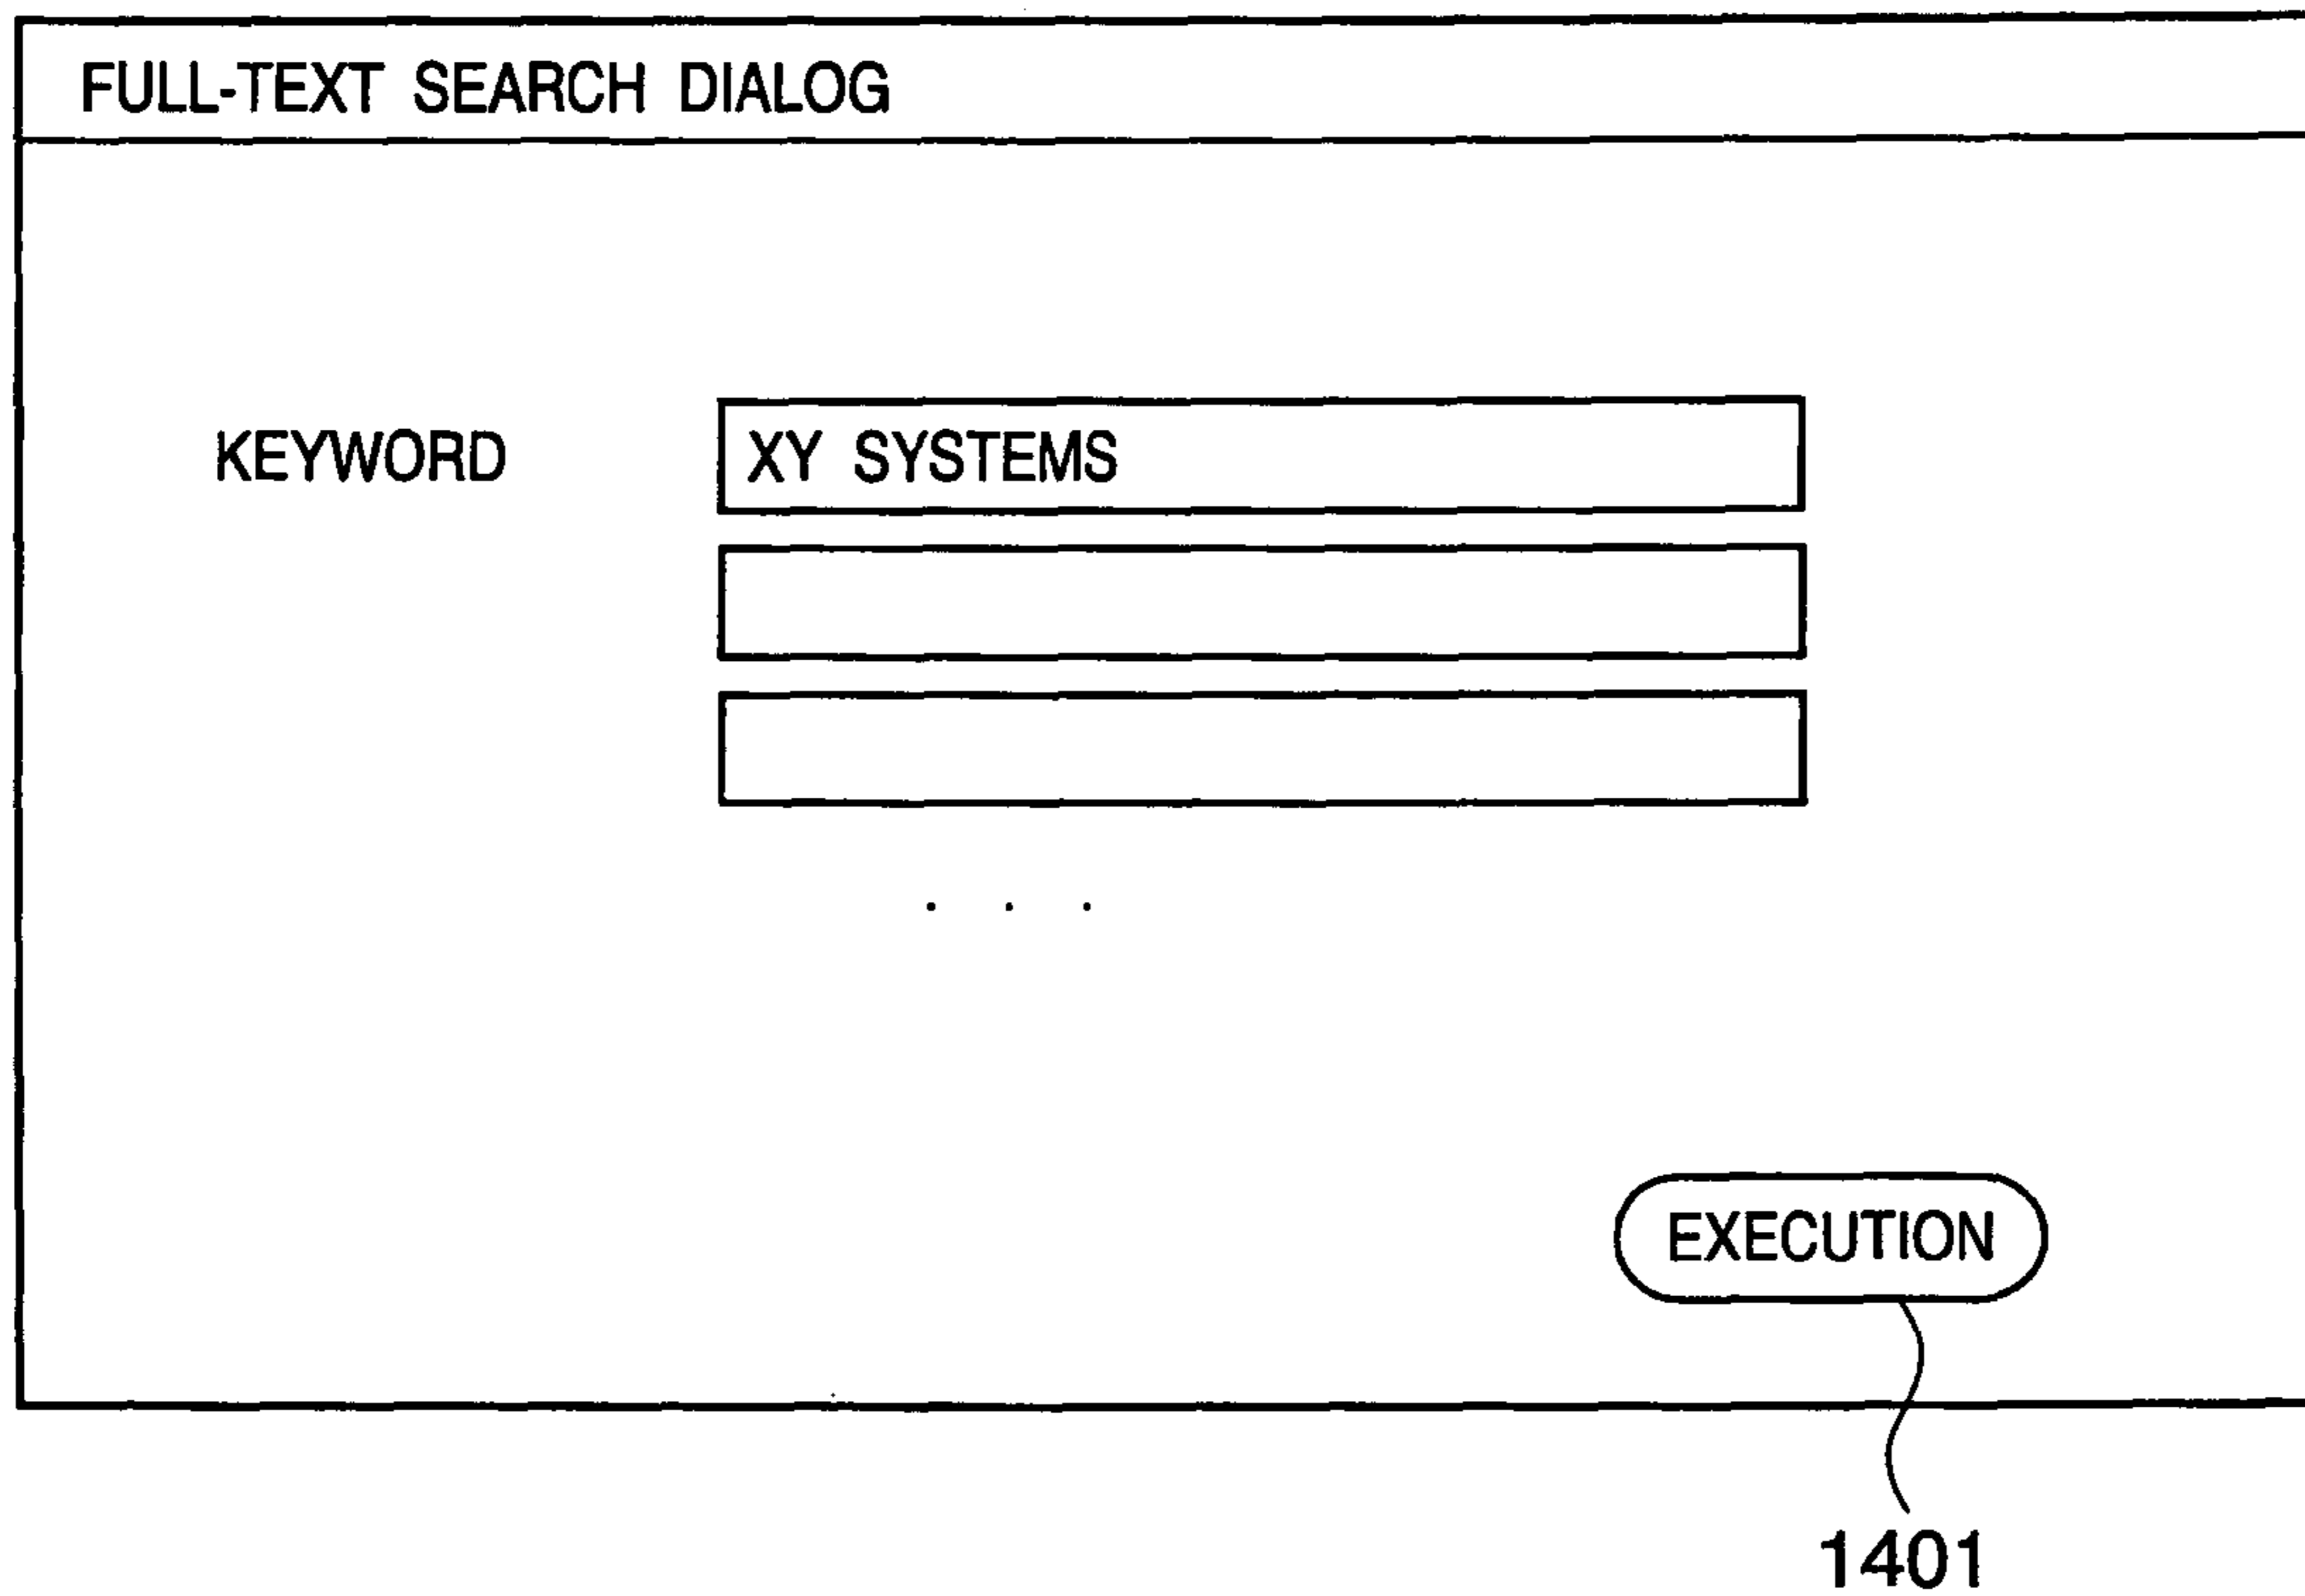 FULL-TEXT SEARCH DIALOG
KEYWORD XY SYSTEMS
. . .
EXECUTION
1401